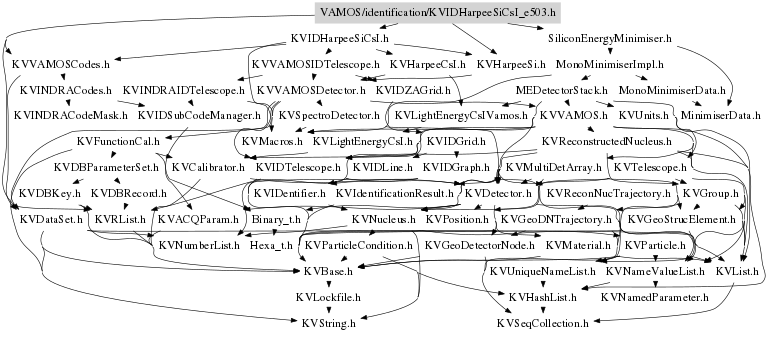 VAMOS/identification/KVIDHarpeeSiCsI_e503.h
KVIDHarpeeSiCsI.h SiliconEnergyMinimiser.h
KVVAMOSCodes.h KVVAMOSIDTelescope.h KVHarpeeCsI.h KVHarpeeSi.h MonoMinimiserImpl.h
KVINDRACodes.h KVINDRAIDTelescope.h KVVAMOSDetector.h KVIDZAGrid.h MEDetectorStack.h MonoMinimiserData.h
KVINDRACodeMask.h KVIDSubCodeManager.h KVSpectroDetector.h KVLightEnergyCsIVamos.h KVVAMOS.h KVUnits.h MinimiserData.h
KVFunctionCal.h KVMacros.h KVLightEnergyCsI.h KVIDGrid.h KVReconstructedNucleus.h
KVDBParameterSet.h KVCalibrator.h KVIDTelescope.h KVIDLine.h KVIDGraph.h KVMultiDetArray.h KVTelescope.h
KVDBKey.h KVDBRecord.h KVIDentifier.h KVIdentificationResult.h KVDetector.h KVReconNucTrajectory.h KVGroup.h
KVDataSet.h KVRList.h KVACQParam.h Binary_t.h KVNucleus.h KVPosition.h KVGeoDNTrajectory.h KVGeoStrucElement.h
KVNumberList.h Hexa_t.h KVParticleCondition.h KVGeoDetectorNode.h KVMaterial.h KVParticle.h
KVBase.h KVUniqueNameList.h KVNameValueList.h KVList.h
KVLockfile.h KVHashList.h KVNamedParameter.h
KVString.h KVSeqCollection.h